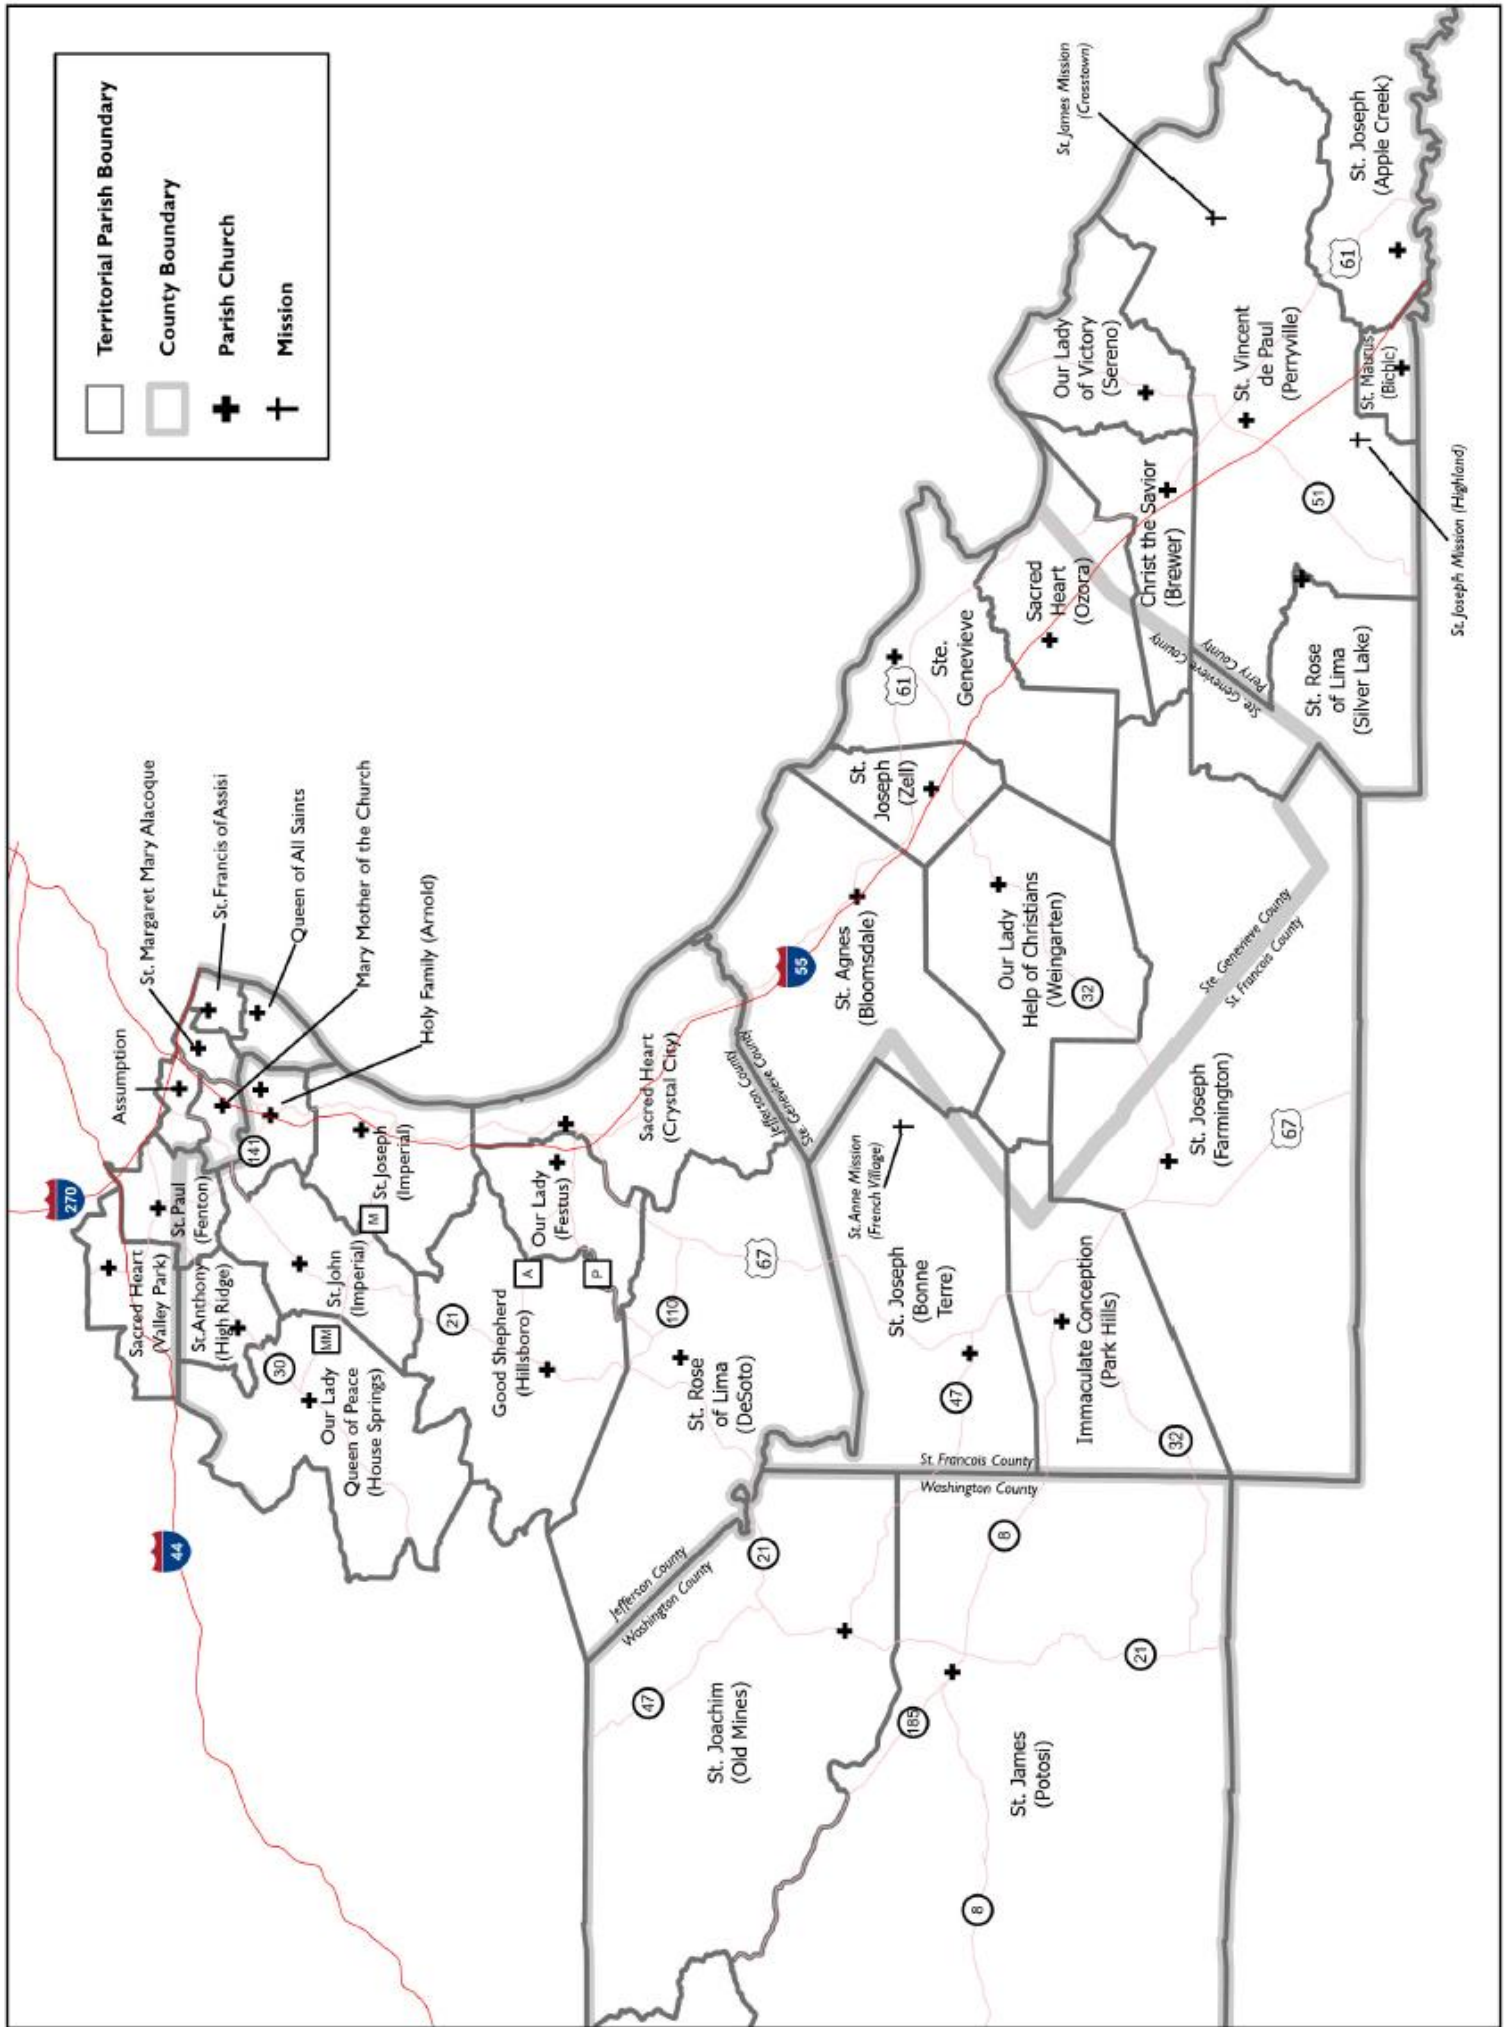 Territorial Parish Boundary
County Boundary
Parish Church
Mission
St. Margaret Mary Alacoque
St. Francis of Assisi
Queen of All Saints
Mary Mother of the Church
Holy Family (Arnold)
Assumption
270
44
55
141
Sacred Heart
(Valley Park)
St. Paul
(Fenton)
St. Anthony
(High Ridge)
30
MM
Our Lady
Queen of Peace
(House Springs)
St. John
(Imperial)
M
St. Joseph
(Imperial)
21
Good Shepherd
(Hillsboro)
A
P
Our Lady
(Festus)
Sacred Heart
(Crystal City)
110
St. Rose
of Lima
(DeSoto)
67
Jefferson County
Ste. Genevieve County
Jefferson County
Washington County
21
47
St. Joachim
(Old Mines)
185
St. James
(Potosi)
8
8
21
St. Francois County
Washington County
47
St. Joseph
(Bonne
Terre)
St. Anne Mission
(French Village)
Immaculate Conception
(Park Hills)
32
St. Joseph
(Farmington)
67
Ste. Genevieve County
St. Francois County
St. Agnes
(Bloomsdale)
Our Lady
Help of Christians
(Weingarten)
32
St.
Joseph
(Zell)
61
Ste.
Genevieve
Sacred
Heart
(Ozora)
Christ the Savior
(Brewer)
Ste. Genevieve County
Perry County
St. Rose
of Lima
(Silver Lake)
51
Our Lady
of Victory
(Sereno)
St. Vincent
de Paul
(Perryville)
St. Maurus
St. James Mission
(Crosstown)
St. Joseph
(Apple Creek)
61
St. Joseph Mission (Highland)